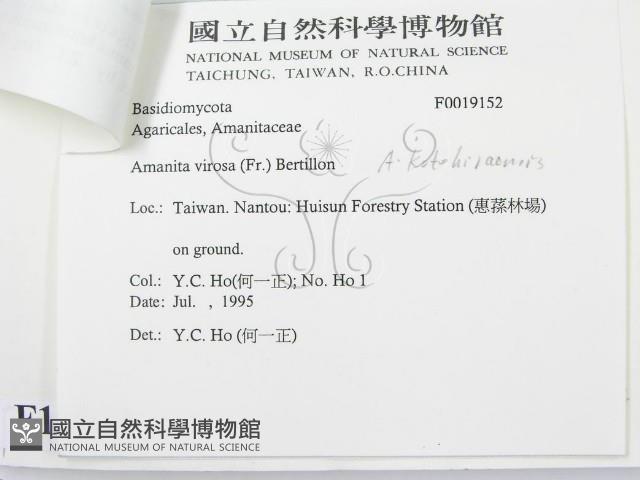 國立自然科學博物館
NATIONAL MUSEUM OF NATURAL SCIENCE
TAICHUNG, TAIWAN, R.O.CHINA
Basidiomycota F0019152
Agaricales, Amanitaceae
Amanita virosa (Fr.) Bertillon A. kotohiraensis
Loc.: Taiwan. Nantou: Huisun Forestry Station (惠蓀林場)
on ground.
Col.: Y.C. Ho(何一正); No. Ho 1
Date: Jul. , 1995
Det.: Y.C. Ho (何一正)
F1
國立自然科學博物館
NATIONAL MUSEUM OF NATURAL SCIENCE